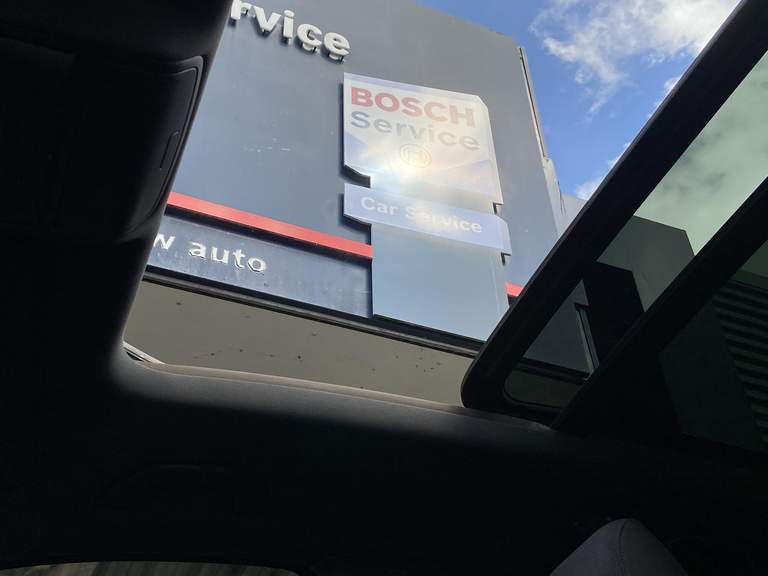 rvice
BOSCH
Service
Car Service
w auto